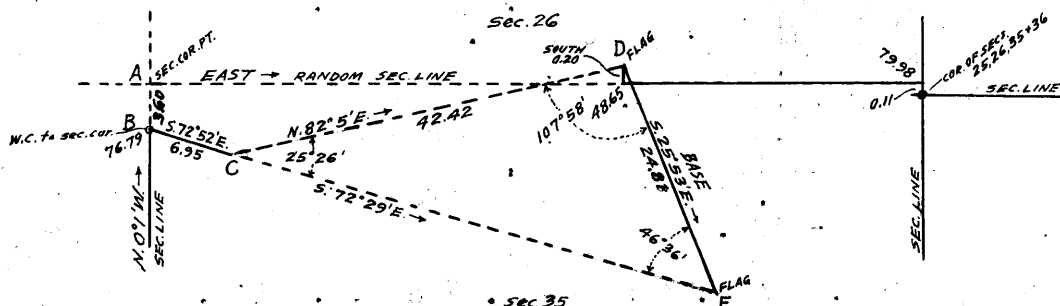 Sec. 26
SEC. COR. PT.
A
EAST → RANDOM SEC. LINE
SOUTH
0.20
D
FLAG
79.98
COR. OF SECS.
25, 26, 35 + 36
0.11
SEC. LINE
3.60
B
W.C. to sec. cor.
76.79
S. 72° 52' E.
6.95
C
N. 82° 5' E. →
42.42
107° 58'
48.65
BASE
S. 25° 53' E. →
24.88
25° 26'
S. 72° 29' E. →
46° 36'
N. 0° 1' W. →
SEC. LINE
SEC. LINE
FLAG
E
Sec 35